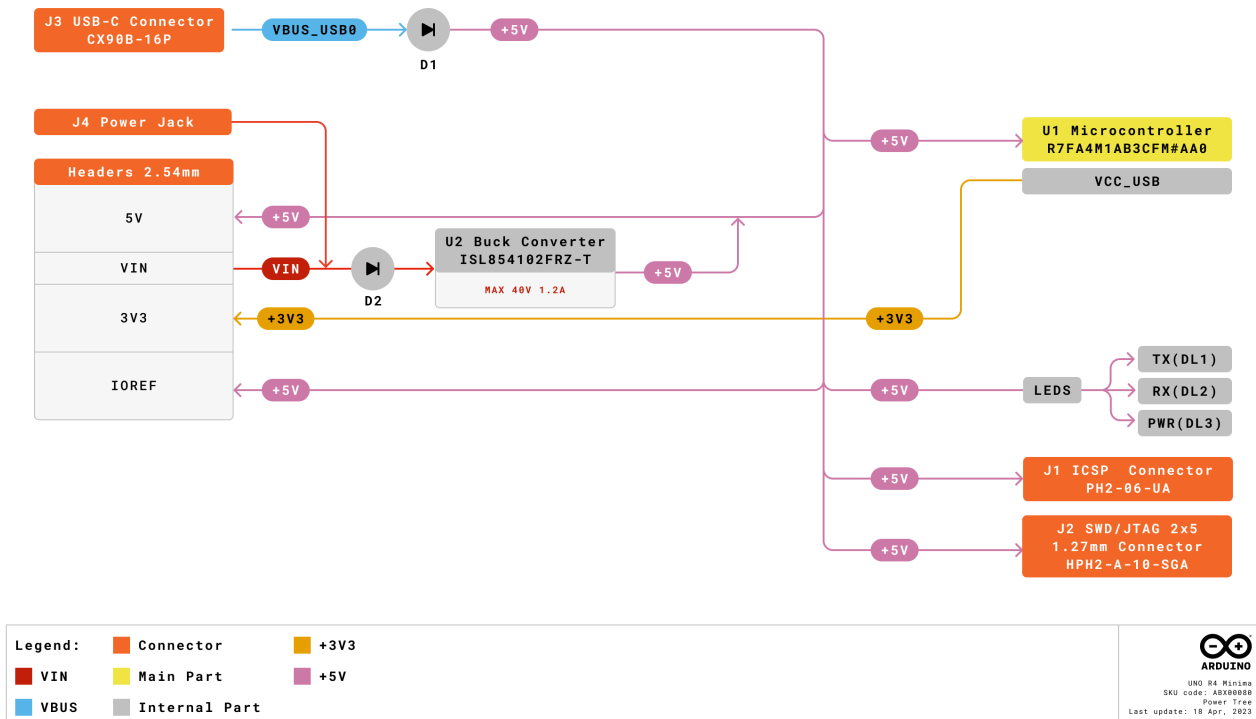 J3 USB-C Connector
CX90B-16P
VBUS_USB0
D1
+5V
J4 Power Jack
Headers 2.54mm
5V
+5V
VIN
VIN
D2
U2 Buck Converter
ISL854102FRZ-T
MAX 40V 1.2A
+5V
3V3
+3V3
+3V3
IOREF
+5V
+5V
U1 Microcontroller
R7FA4M1AB3CFM#AA0
VCC_USB
+5V
LEDS
TX(DL1)
RX(DL2)
PWR(DL3)
+5V
J1 ICSP Connector
PH2-06-UA
+5V
J2 SWD/JTAG 2x5
1.27mm Connector
HPH2-A-10-SGA
Legend:
Connector
+3V3
VIN
Main Part
+5V
VBUS
Internal Part
ARDUINO
UNO R4 Minima
SKU code: ABX00080
Power Tree
Last update: 18 Apr, 2023